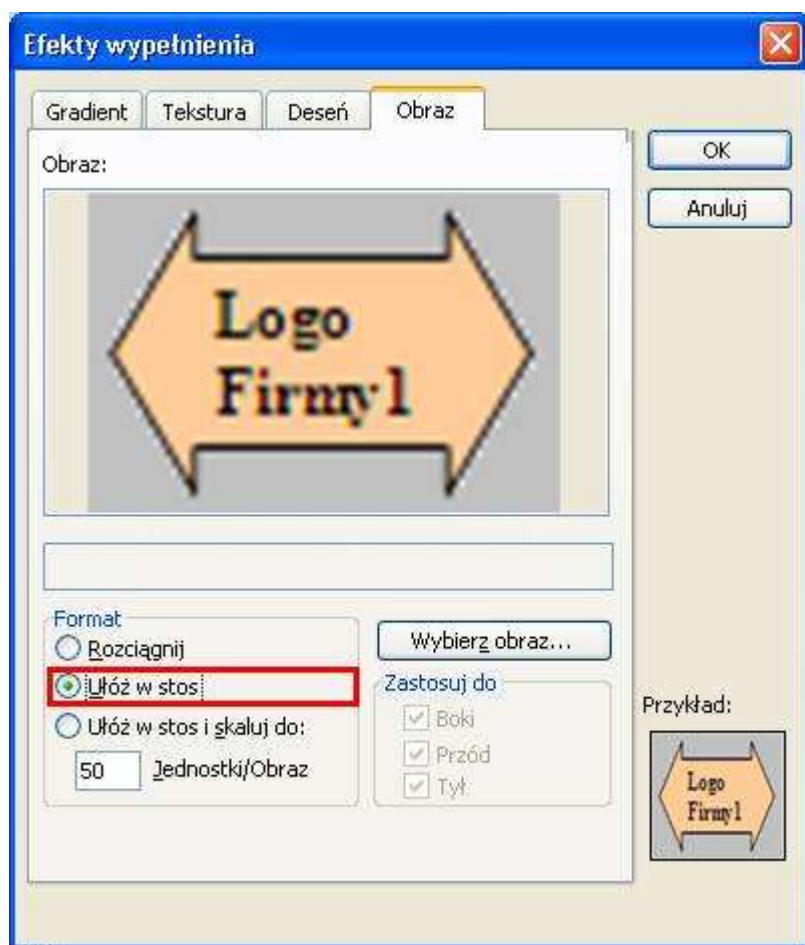 Efekty wypełnienia
Gradient
Tekstura
Deseń
Obraz
Obraz:
OK
Anuluj
Logo
Firmy1
Format
Rozciągnij
Ułóż w stos
Ułóż w stos i skaluj do:
50 Jednostki/Obraz
Wybierz obraz...
Zastosuj do
Boki
Przód
Tył
Przykład:
Logo
Firmy1